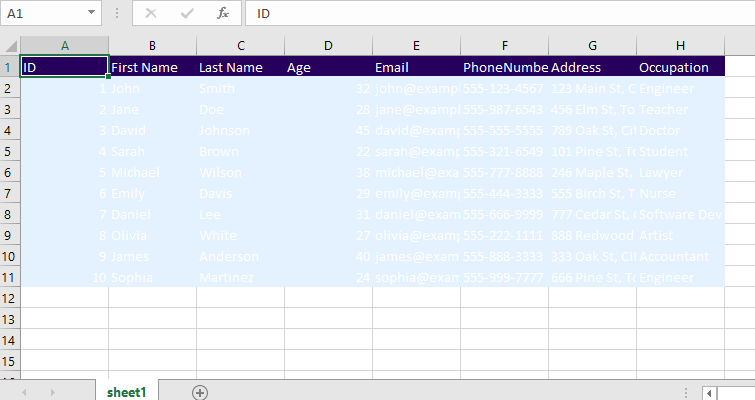 A1 fx ID
A B C D E F G H
1 ID First Name Last Name Age Email PhoneNumbe Address Occupation
2 1 John Smith 32 john@exampl 555-123-4567 123 Main St, C Engineer
3 2 Jane Doe 28 jane@exampl 555-987-6543 456 Elm St, To Teacher
4 3 David Johnson 45 david@examp 555-555-5555 789 Oak St, Cit Doctor
5 4 Sarah Brown 22 sarah@examp 555-321-6549 101 Pine St, To Student
6 5 Michael Wilson 38 michael@exa 555-777-8888 246 Maple St, Lawyer
7 6 Emily Davis 29 emily@examp 555-444-3333 555 Birch St, T Nurse
8 7 Daniel Lee 31 daniel@exam 555-666-9999 777 Cedar St, Software Dev
9 8 Olivia White 27 olivia@examp 555-222-1111 888 Redwood Artist
10 9 James Anderson 40 james@examp 555-888-3333 333 Oak St, Cit Accountant
11 10 Sophia Martinez 24 sophia@exam 555-999-7777 666 Pine St, To Engineer
12
13
14
15
sheet1